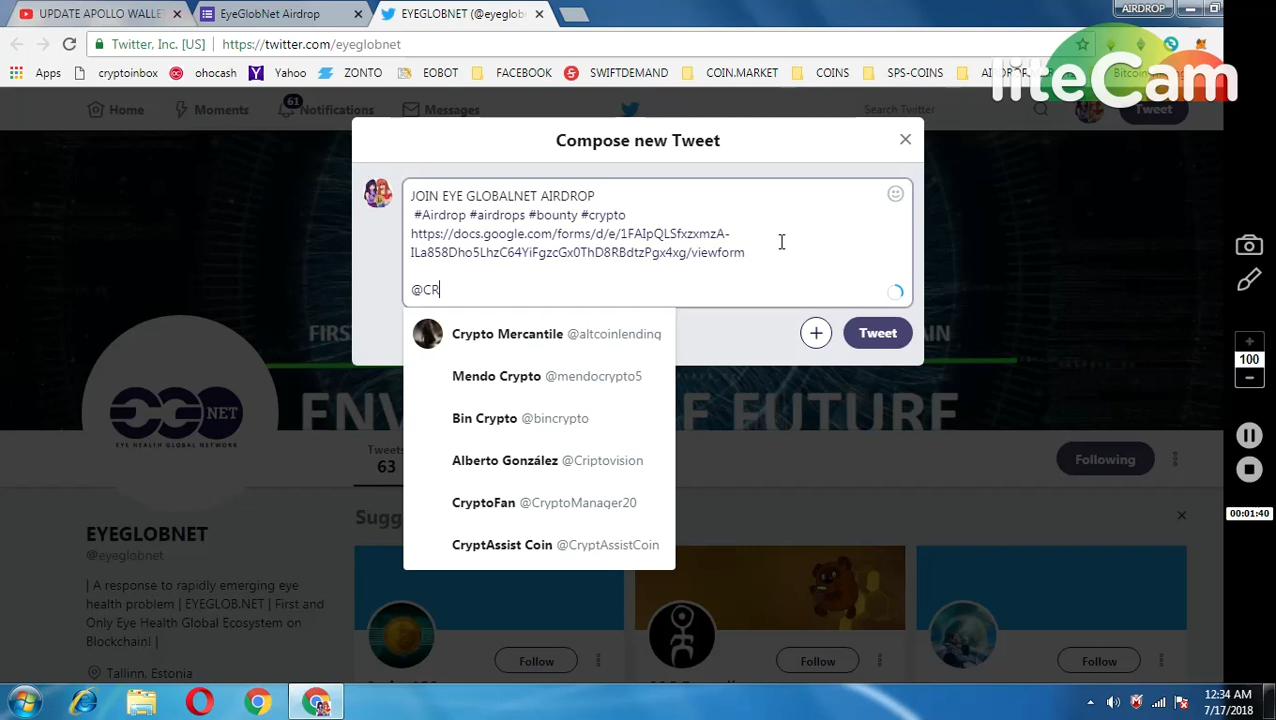 UPDATE APOLLO WALLET
EyeGlobNet Airdrop
EYEGLOBNET (@eyeglob
AIRDROP
Twitter, Inc. [US]
https://twitter.com/eyeglobnet
Apps
cryptoinbox
ohocash
Yahoo
ZONTO
EOBOT
FACEBOOK
SWIFTDEMAND
COIN.MARKET
COINS
SPS-COINS
liteCam
Home
Moments
61
Notifications
Messages
Search Twitter
Tweet
Compose new Tweet
JOIN EYE GLOBALNET AIRDROP
#Airdrop #airdrops #bounty #crypto
https://docs.google.com/forms/d/e/1FAIpQLSfxzxmzA-
ILa858Dho5LhzC64YiFgzcGx0ThD8RBdtzPgx4xg/viewform
@CR
Tweet
Crypto Mercantile @altcoinlending
Mendo Crypto @mendocrypto5
Bin Crypto @bincrypto
Alberto González @Criptovision
CryptoFan @CryptoManager20
CryptAssist Coin @CryptAssistCoin
100
00:01:40
NET
EYE HEALTH GLOBAL NETWORK
Tweets
63
Following
EYEGLOBNET
@eyeglobnet
| A response to rapidly emerging eye
health problem | EYEGLOB.NET | First and
Only Eye Health Global Ecosystem on
Blockchain! |
Tallinn, Estonia
Follow
Follow
Follow
12:34 AM
7/17/2018